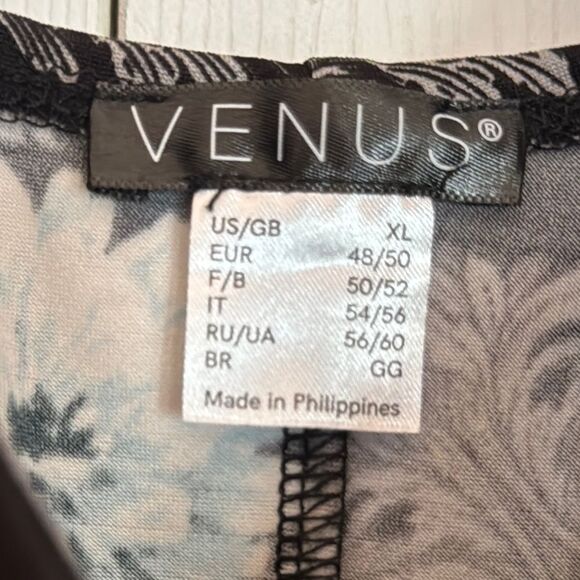 VENUS®
US/GB XL
EUR 48/50
F/B 50/52
IT 54/56
RU/UA 56/60
BR GG
Made in Philippines